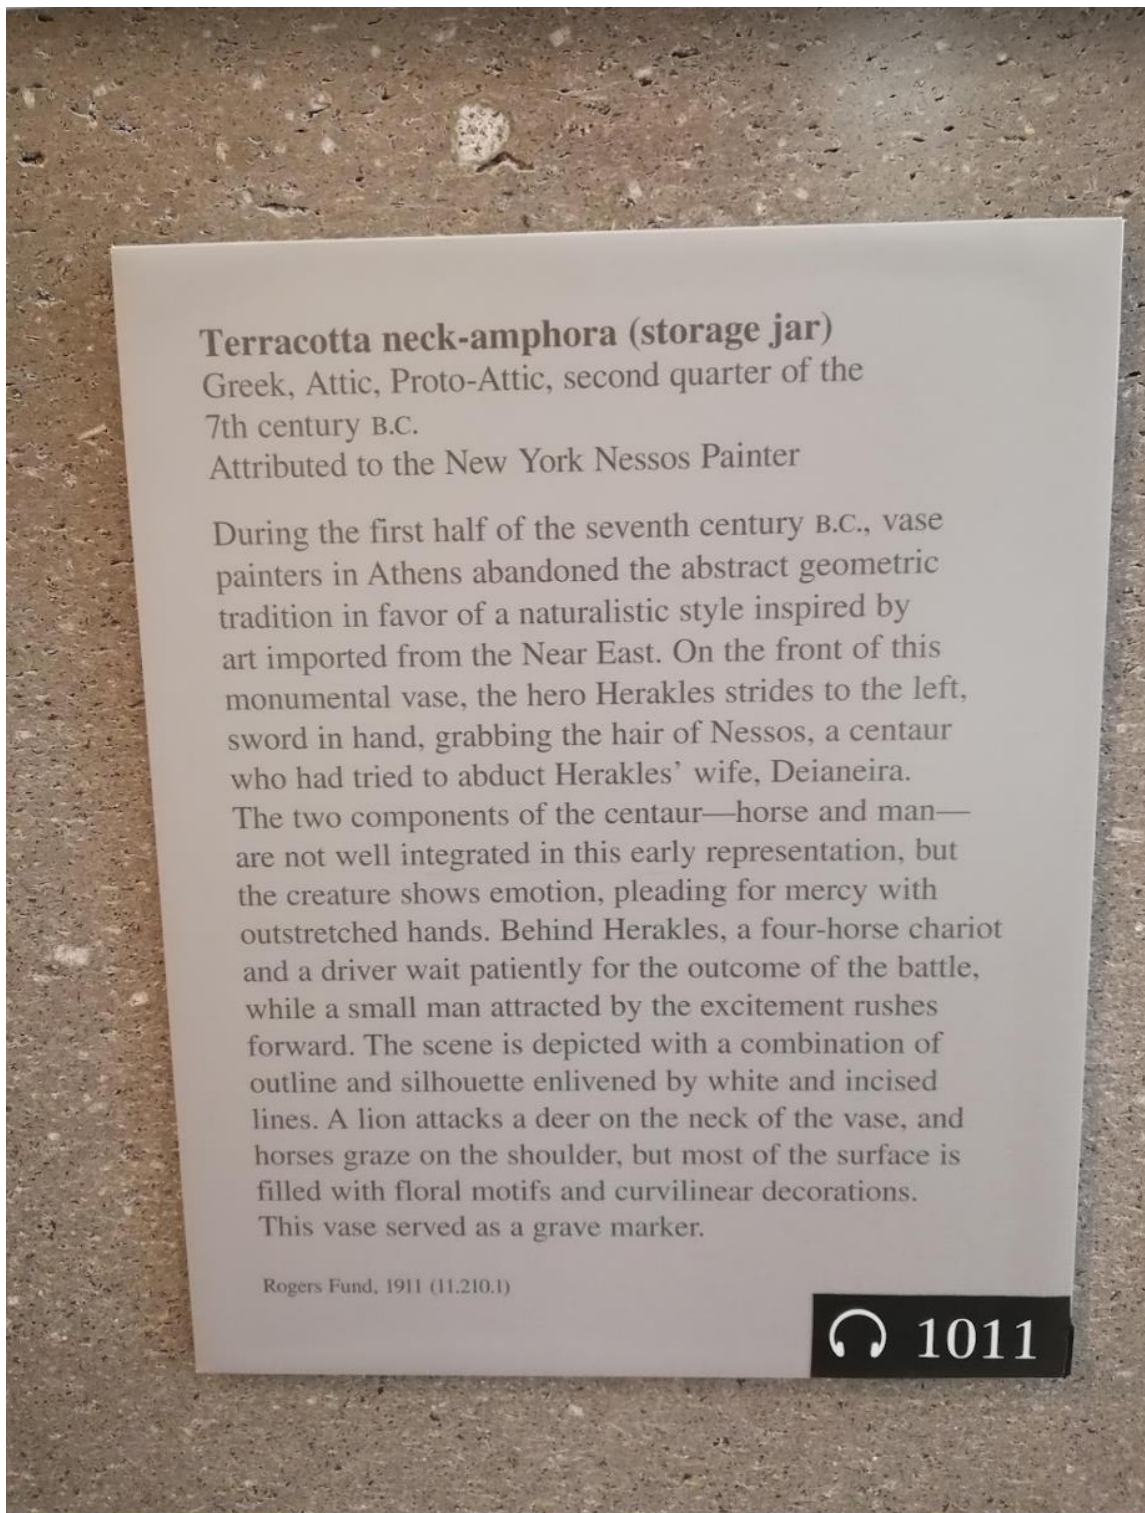 Terracotta neck-amphora (storage jar)
Greek, Attic, Proto-Attic, second quarter of the
7th century B.C.
Attributed to the New York Nessos Painter
During the first half of the seventh century B.C., vase
painters in Athens abandoned the abstract geometric
tradition in favor of a naturalistic style inspired by
art imported from the Near East. On the front of this
monumental vase, the hero Herakles strides to the left,
sword in hand, grabbing the hair of Nessos, a centaur
who had tried to abduct Herakles’ wife, Deianeira.
The two components of the centaur—horse and man—
are not well integrated in this early representation, but
the creature shows emotion, pleading for mercy with
outstretched hands. Behind Herakles, a four-horse chariot
and a driver wait patiently for the outcome of the battle,
while a small man attracted by the excitement rushes
forward. The scene is depicted with a combination of
outline and silhouette enlivened by white and incised
lines. A lion attacks a deer on the neck of the vase, and
horses graze on the shoulder, but most of the surface is
filled with floral motifs and curvilinear decorations.
This vase served as a grave marker.
Rogers Fund, 1911 (11.210.1)
1011